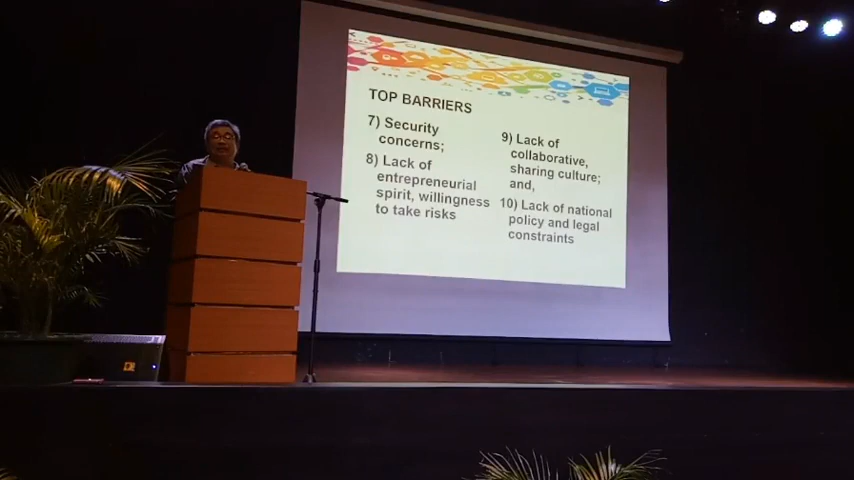 TOP BARRIERS
7) Security
concerns;
8) Lack of
entrepreneurial
spirit, willingness
to take risks
9) Lack of
collaborative,
sharing culture;
and,
10) Lack of national
policy and legal
constraints